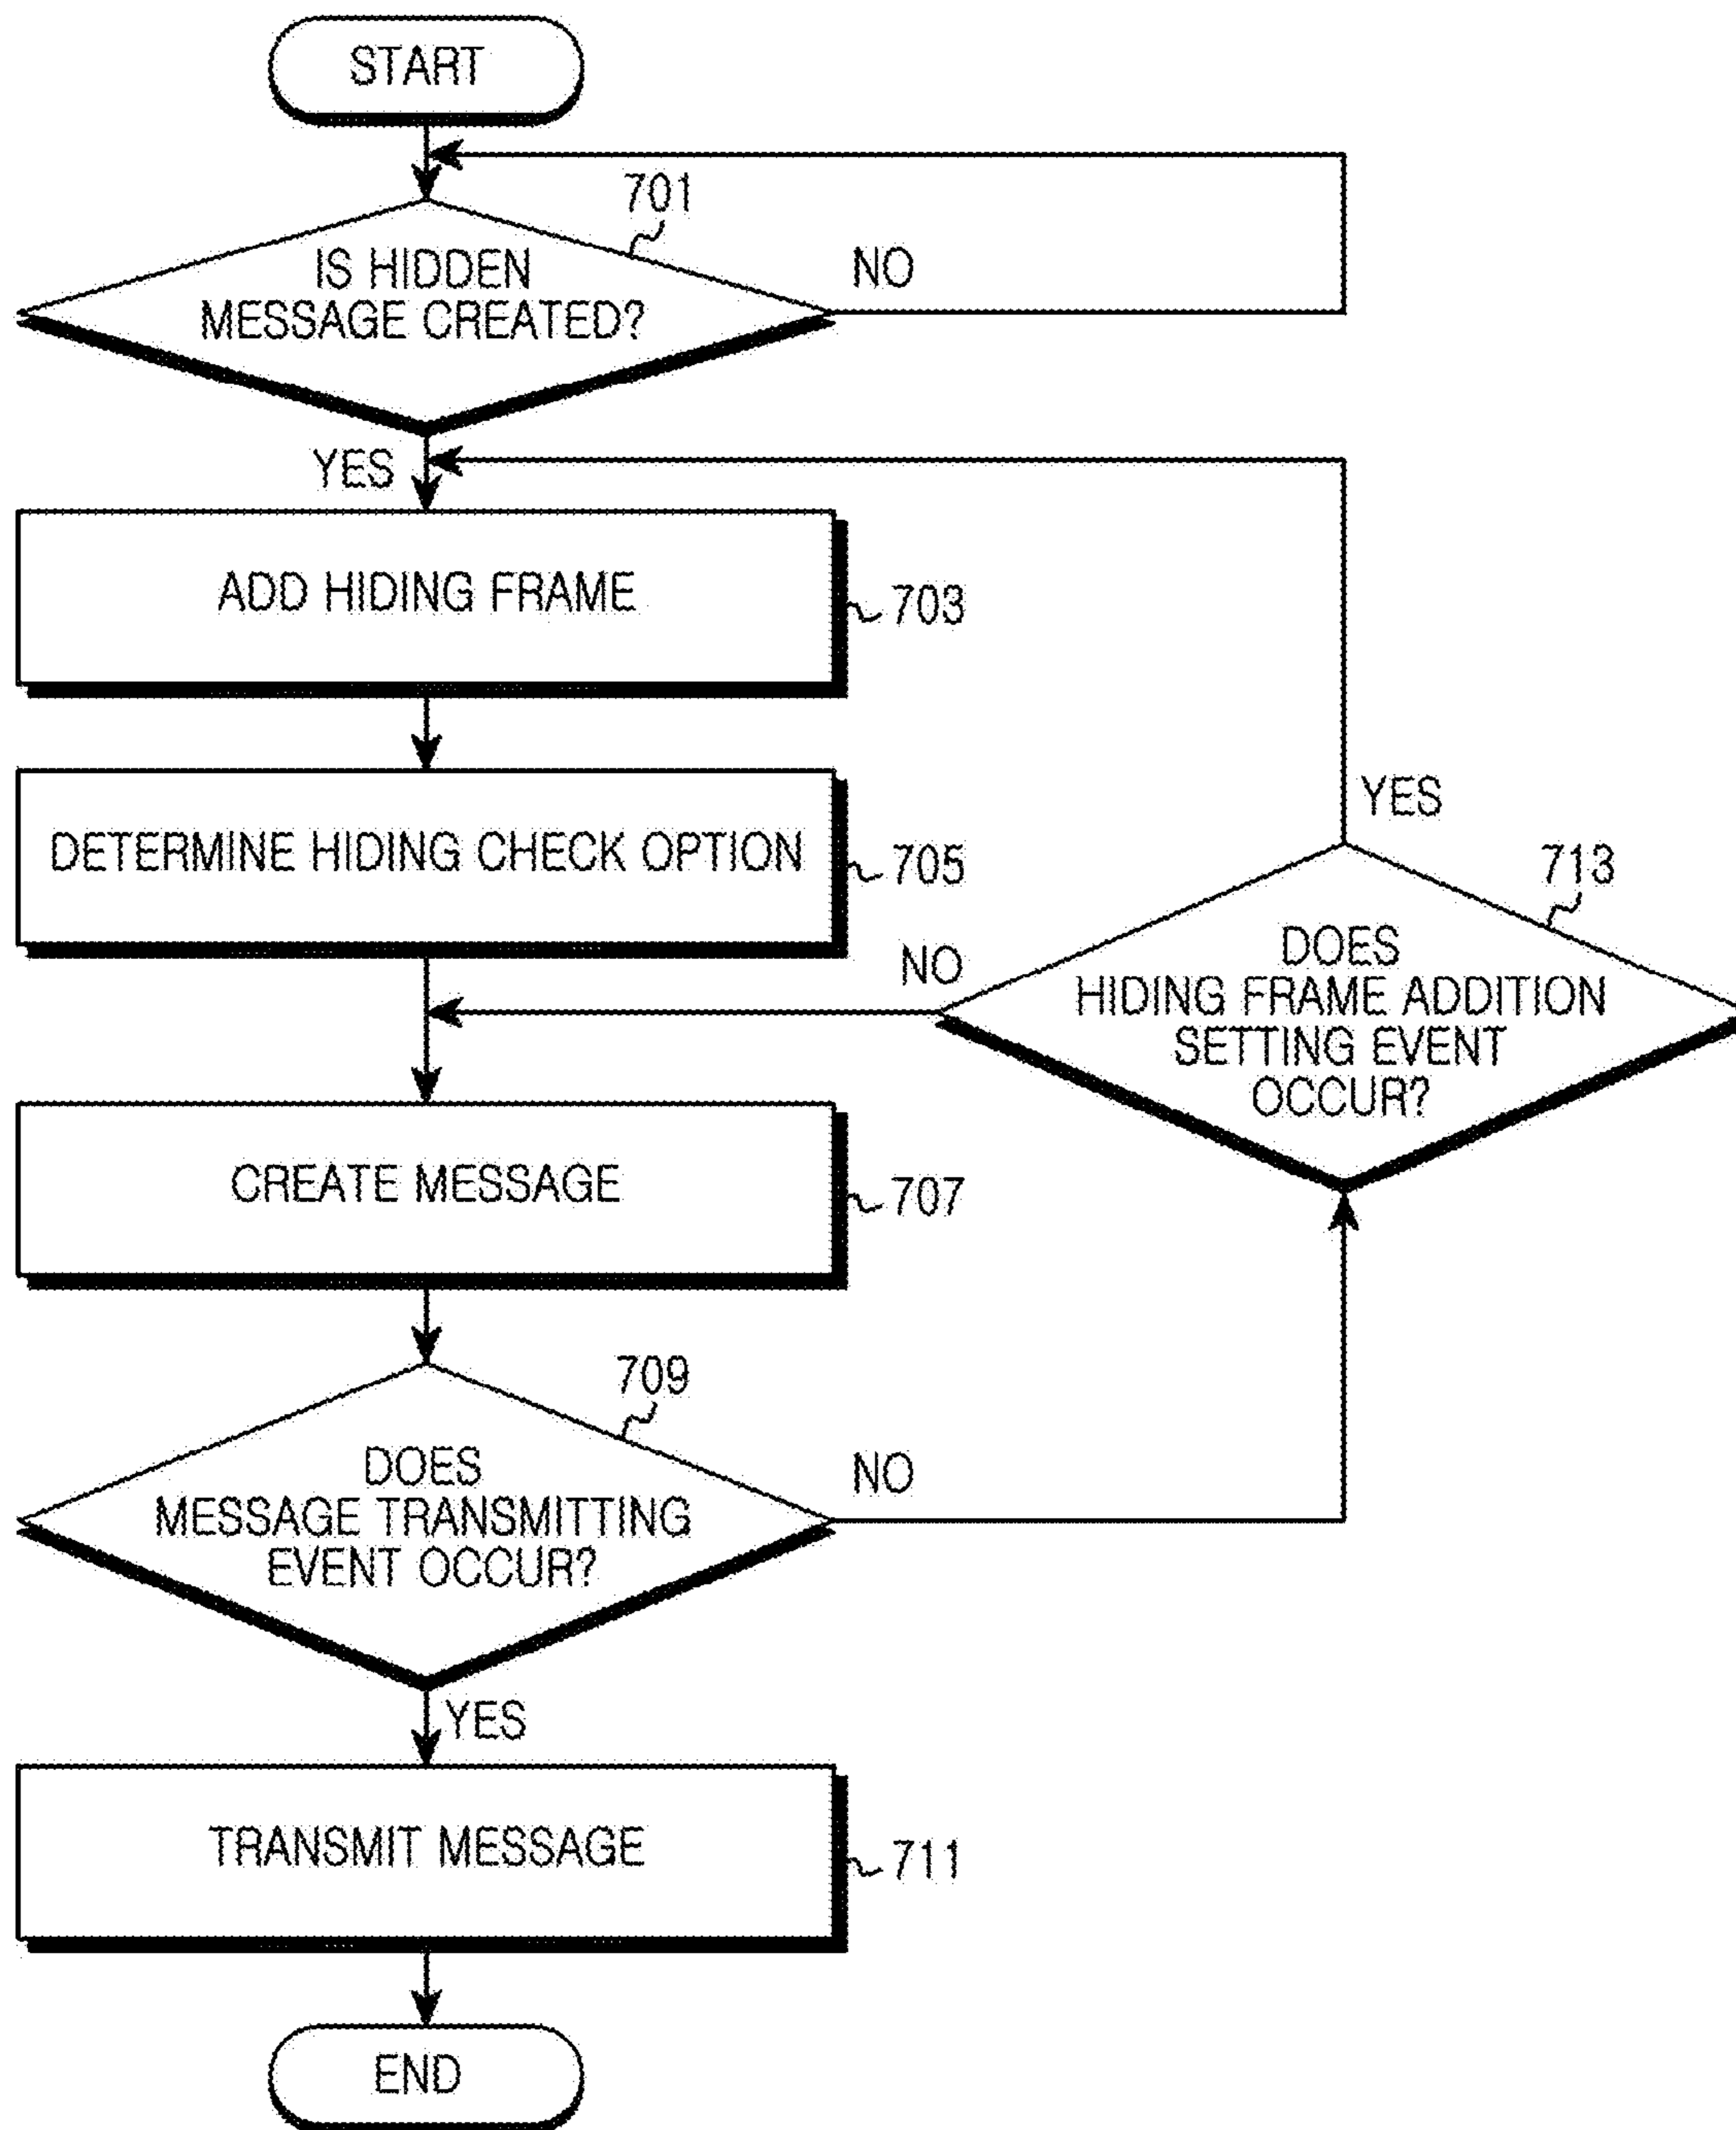 START
701
IS HIDDEN
MESSAGE CREATED?
NO
YES
ADD HIDING FRAME
703
DETERMINE HIDING CHECK OPTION
705
YES
713
DOES
HIDING FRAME ADDITION
SETTING EVENT
OCCUR?
NO
CREATE MESSAGE
707
709
DOES
MESSAGE TRANSMITTING
EVENT OCCUR?
NO
YES
TRANSMIT MESSAGE
711
END